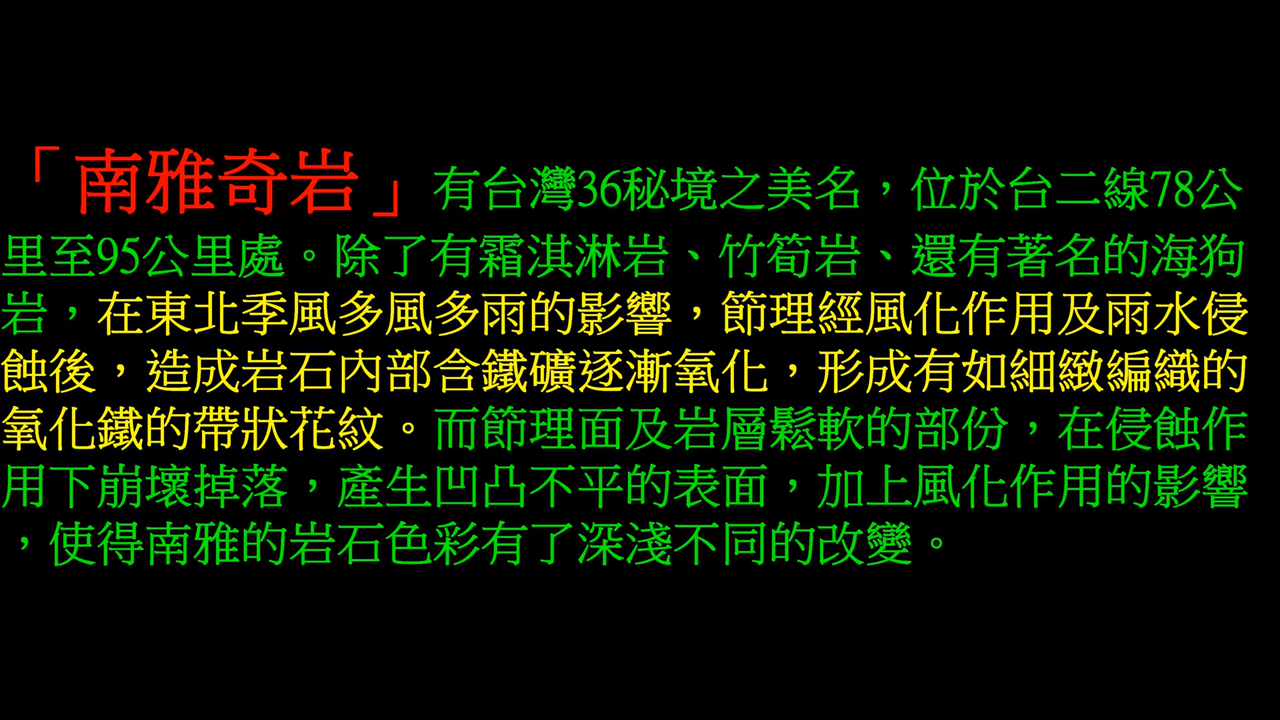 「南雅奇岩」有台灣36秘境之美名，位於台二線78公
里至95公里處。除了有霜淇淋岩、竹筍岩、還有著名的海狗
岩，在東北季風多風多雨的影響，節理經風化作用及雨水侵
蝕後，造成岩石內部含鐵礦逐漸氧化，形成有如細緻編織的
氧化鐵的帶狀花紋。而節理面及岩層鬆軟的部份，在侵蝕作
用下崩壞掉落，產生凹凸不平的表面，加上風化作用的影響
，使得南雅的岩石色彩有了深淺不同的改變。